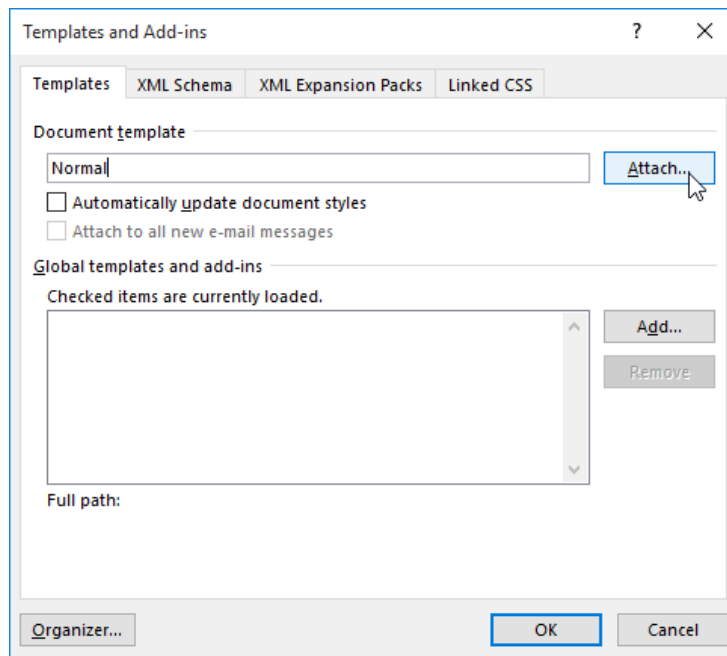 Templates and Add-ins ?
Templates XML Schema XML Expansion Packs Linked CSS
Document template
Normal Attach...
Automatically update document styles
Attach to all new e-mail messages
Global templates and add-ins
Checked items are currently loaded.
Add...
Remove
Full path:
Organizer... OK Cancel